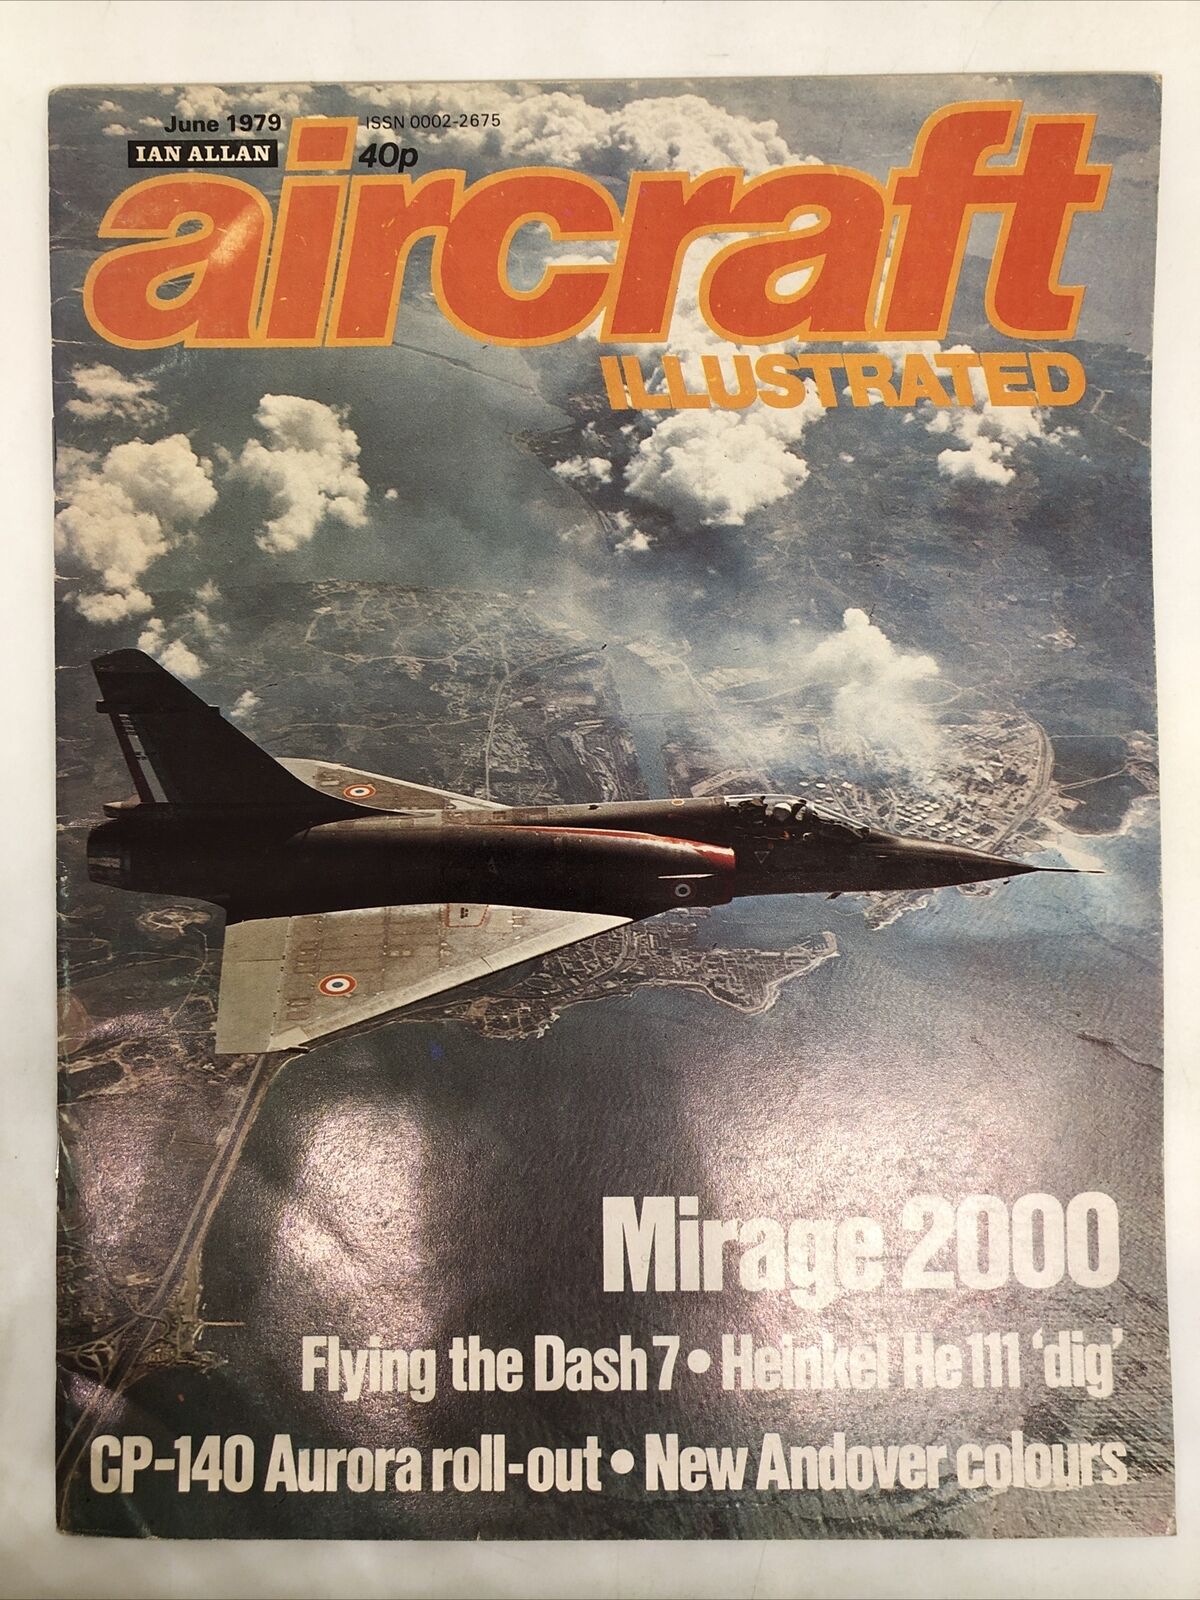 June 1979
ISSN 0002-2675
IAN ALLAN
40p
aircraft
ILLUSTRATED
Mirage 2000
Flying the Dash 7 • Heinkel He 111 ‘dig’
CP-140 Aurora roll-out • New Andover colours